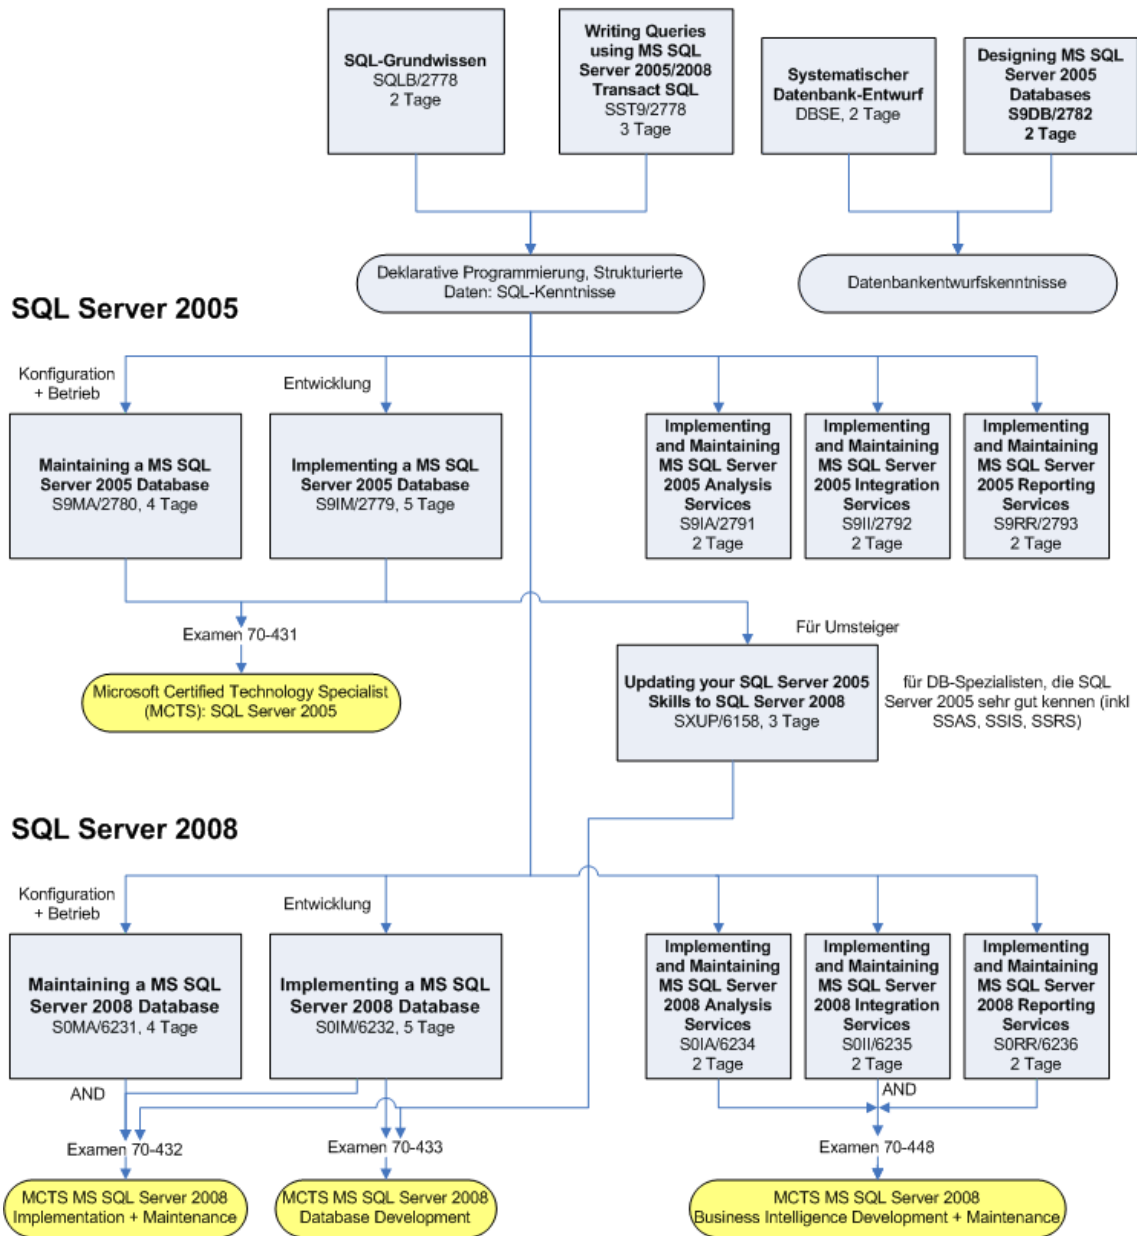 SQL-Grundwissen
SQLB/2778
2 Tage
Writing Queries
using MS SQL
Server 2005/2008
Transact SQL
SST9/2778
3 Tage
Systematischer
Datenbank-Entwurf
DBSE, 2 Tage
Designing MS SQL
Server 2005
Databases
S9DB/2782
2 Tage
Deklarative Programmierung, Strukturierte
Daten: SQL-Kenntnisse
Datenbankentwurfskenntnisse
SQL Server 2005
Konfiguration
+ Betrieb
Entwicklung
Maintaining a MS SQL
Server 2005 Database
S9MA/2780, 4 Tage
Implementing a MS SQL
Server 2005 Database
S9IM/2779, 5 Tage
Implementing
and Maintaining
MS SQL Server
2005 Analysis
Services
S9IA/2791
2 Tage
Implementing
and Maintaining
MS SQL Server
2005 Integration
Services
S9II/2792
2 Tage
Implementing
and Maintaining
MS SQL Server
2005 Reporting
Services
S9RR/2793
2 Tage
Examen 70-431
Für Umsteiger
Microsoft Certified Technology Specialist
(MCTS): SQL Server 2005
Updating your SQL Server 2005
Skills to SQL Server 2008
SXUP/6158, 3 Tage
für DB-Spezialisten, die SQL
Server 2005 sehr gut kennen (inkl
SSAS, SSIS, SSRS)
SQL Server 2008
Konfiguration
+ Betrieb
Entwicklung
Maintaining a MS SQL
Server 2008 Database
S0MA/6231, 4 Tage
Implementing a MS SQL
Server 2008 Database
S0IM/6232, 5 Tage
Implementing
and Maintaining
MS SQL Server
2008 Analysis
Services
S0IA/6234
2 Tage
Implementing
and Maintaining
MS SQL Server
2008 Integration
Services
S0II/6235
2 Tage
Implementing
and Maintaining
MS SQL Server
2008 Reporting
Services
S0RR/6236
2 Tage
AND
AND
Examen 70-432
Examen 70-433
Examen 70-448
MCTS MS SQL Server 2008
Implementation + Maintenance
MCTS MS SQL Server 2008
Database Development
MCTS MS SQL Server 2008
Business Intelligence Development + Maintenance